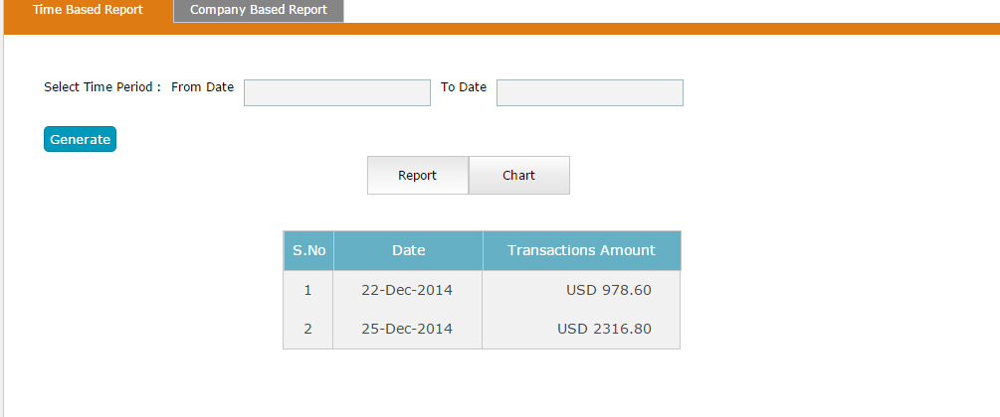 Time Based Report Company Based Report
Select Time Period : From Date To Date
Generate
Report Chart
S.No Date Transactions Amount
1 22-Dec-2014 USD 978.60
2 25-Dec-2014 USD 2316.80